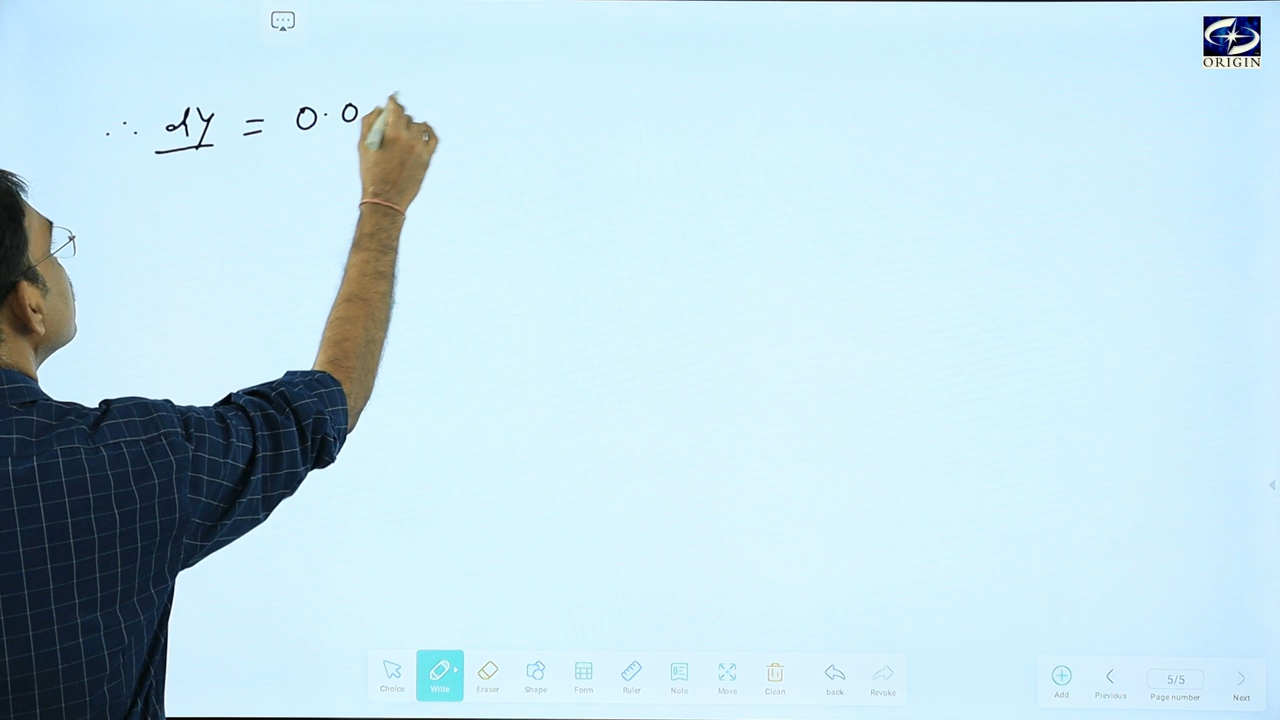 ORIGIN
∴ dy = 0.0
Choice
Write
Eraser
Shape
Form
Ruler
Note
Move
Clean
back
Revoke
Add
Previous
5/5
Page number
Next